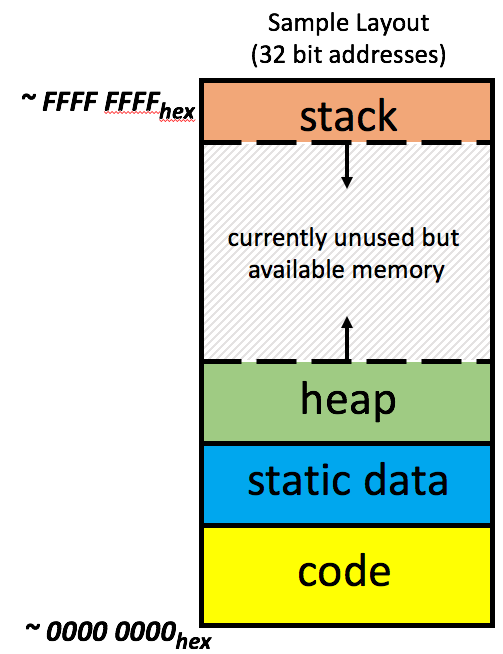 Sample Layout
(32 bit addresses)
~ FFFF FFFFhex
stack
currently unused but
available memory
heap
static data
code
~ 0000 0000hex